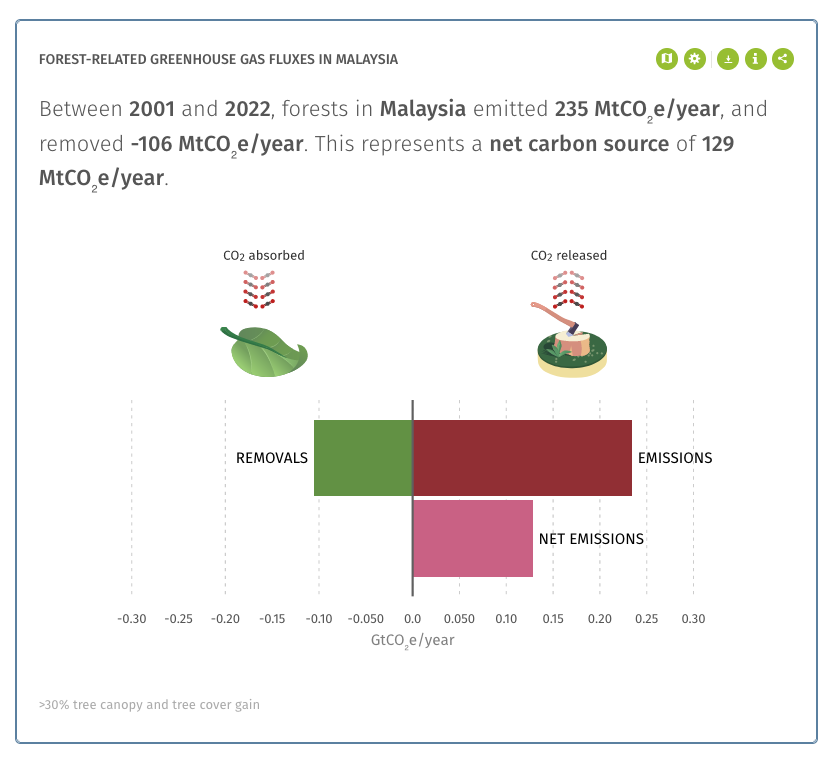 FOREST-RELATED GREENHOUSE GAS FLUXES IN MALAYSIA
Between 2001 and 2022, forests in Malaysia emitted 235 MtCO₂e/year, and
removed -106 MtCO₂e/year. This represents a net carbon source of 129
MtCO₂e/year.
CO₂ absorbed
CO₂ released
REMOVALS
EMISSIONS
NET EMISSIONS
-0.30 -0.25 -0.20 -0.15 -0.10 -0.050 0.0 0.050 0.10 0.15 0.20 0.25 0.30
GtCO₂e/year
>30% tree canopy and tree cover gain